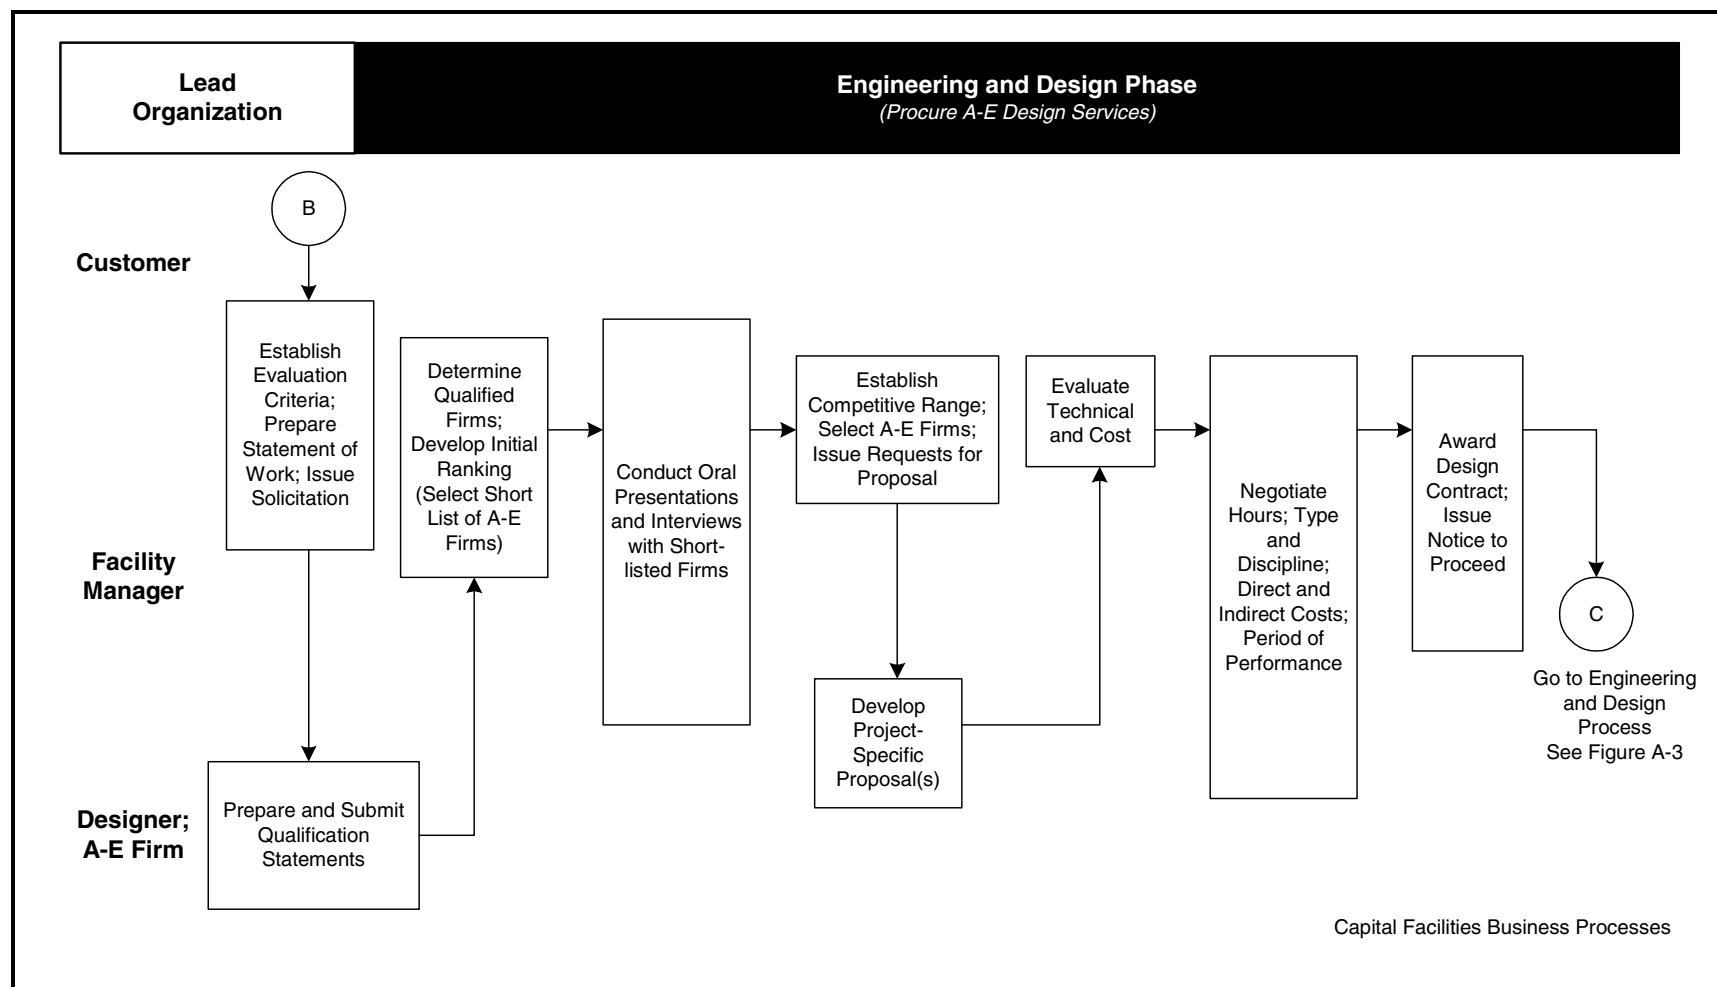 Lead
Organization
Engineering and Design Phase
(Procure A-E Design Services)
B
Customer
Facility
Manager
Designer;
A-E Firm
Establish
Evaluation
Criteria;
Prepare
Statement of
Work; Issue
Solicitation
Prepare and Submit
Qualification
Statements
Determine
Qualified
Firms;
Develop Initial
Ranking
(Select Short
List of A-E
Firms)
Conduct Oral
Presentations
and Interviews
with Short-
listed Firms
Establish
Competitive Range;
Select A-E Firms;
Issue Requests for
Proposal
Develop
Project-
Specific
Proposal(s)
Evaluate
Technical
and Cost
Negotiate
Hours; Type
and
Discipline;
Direct and
Indirect Costs;
Period of
Performance
Award
Design
Contract;
Issue
Notice to
Proceed
C
Go to Engineering
and Design
Process
See Figure A-3
Capital Facilities Business Processes